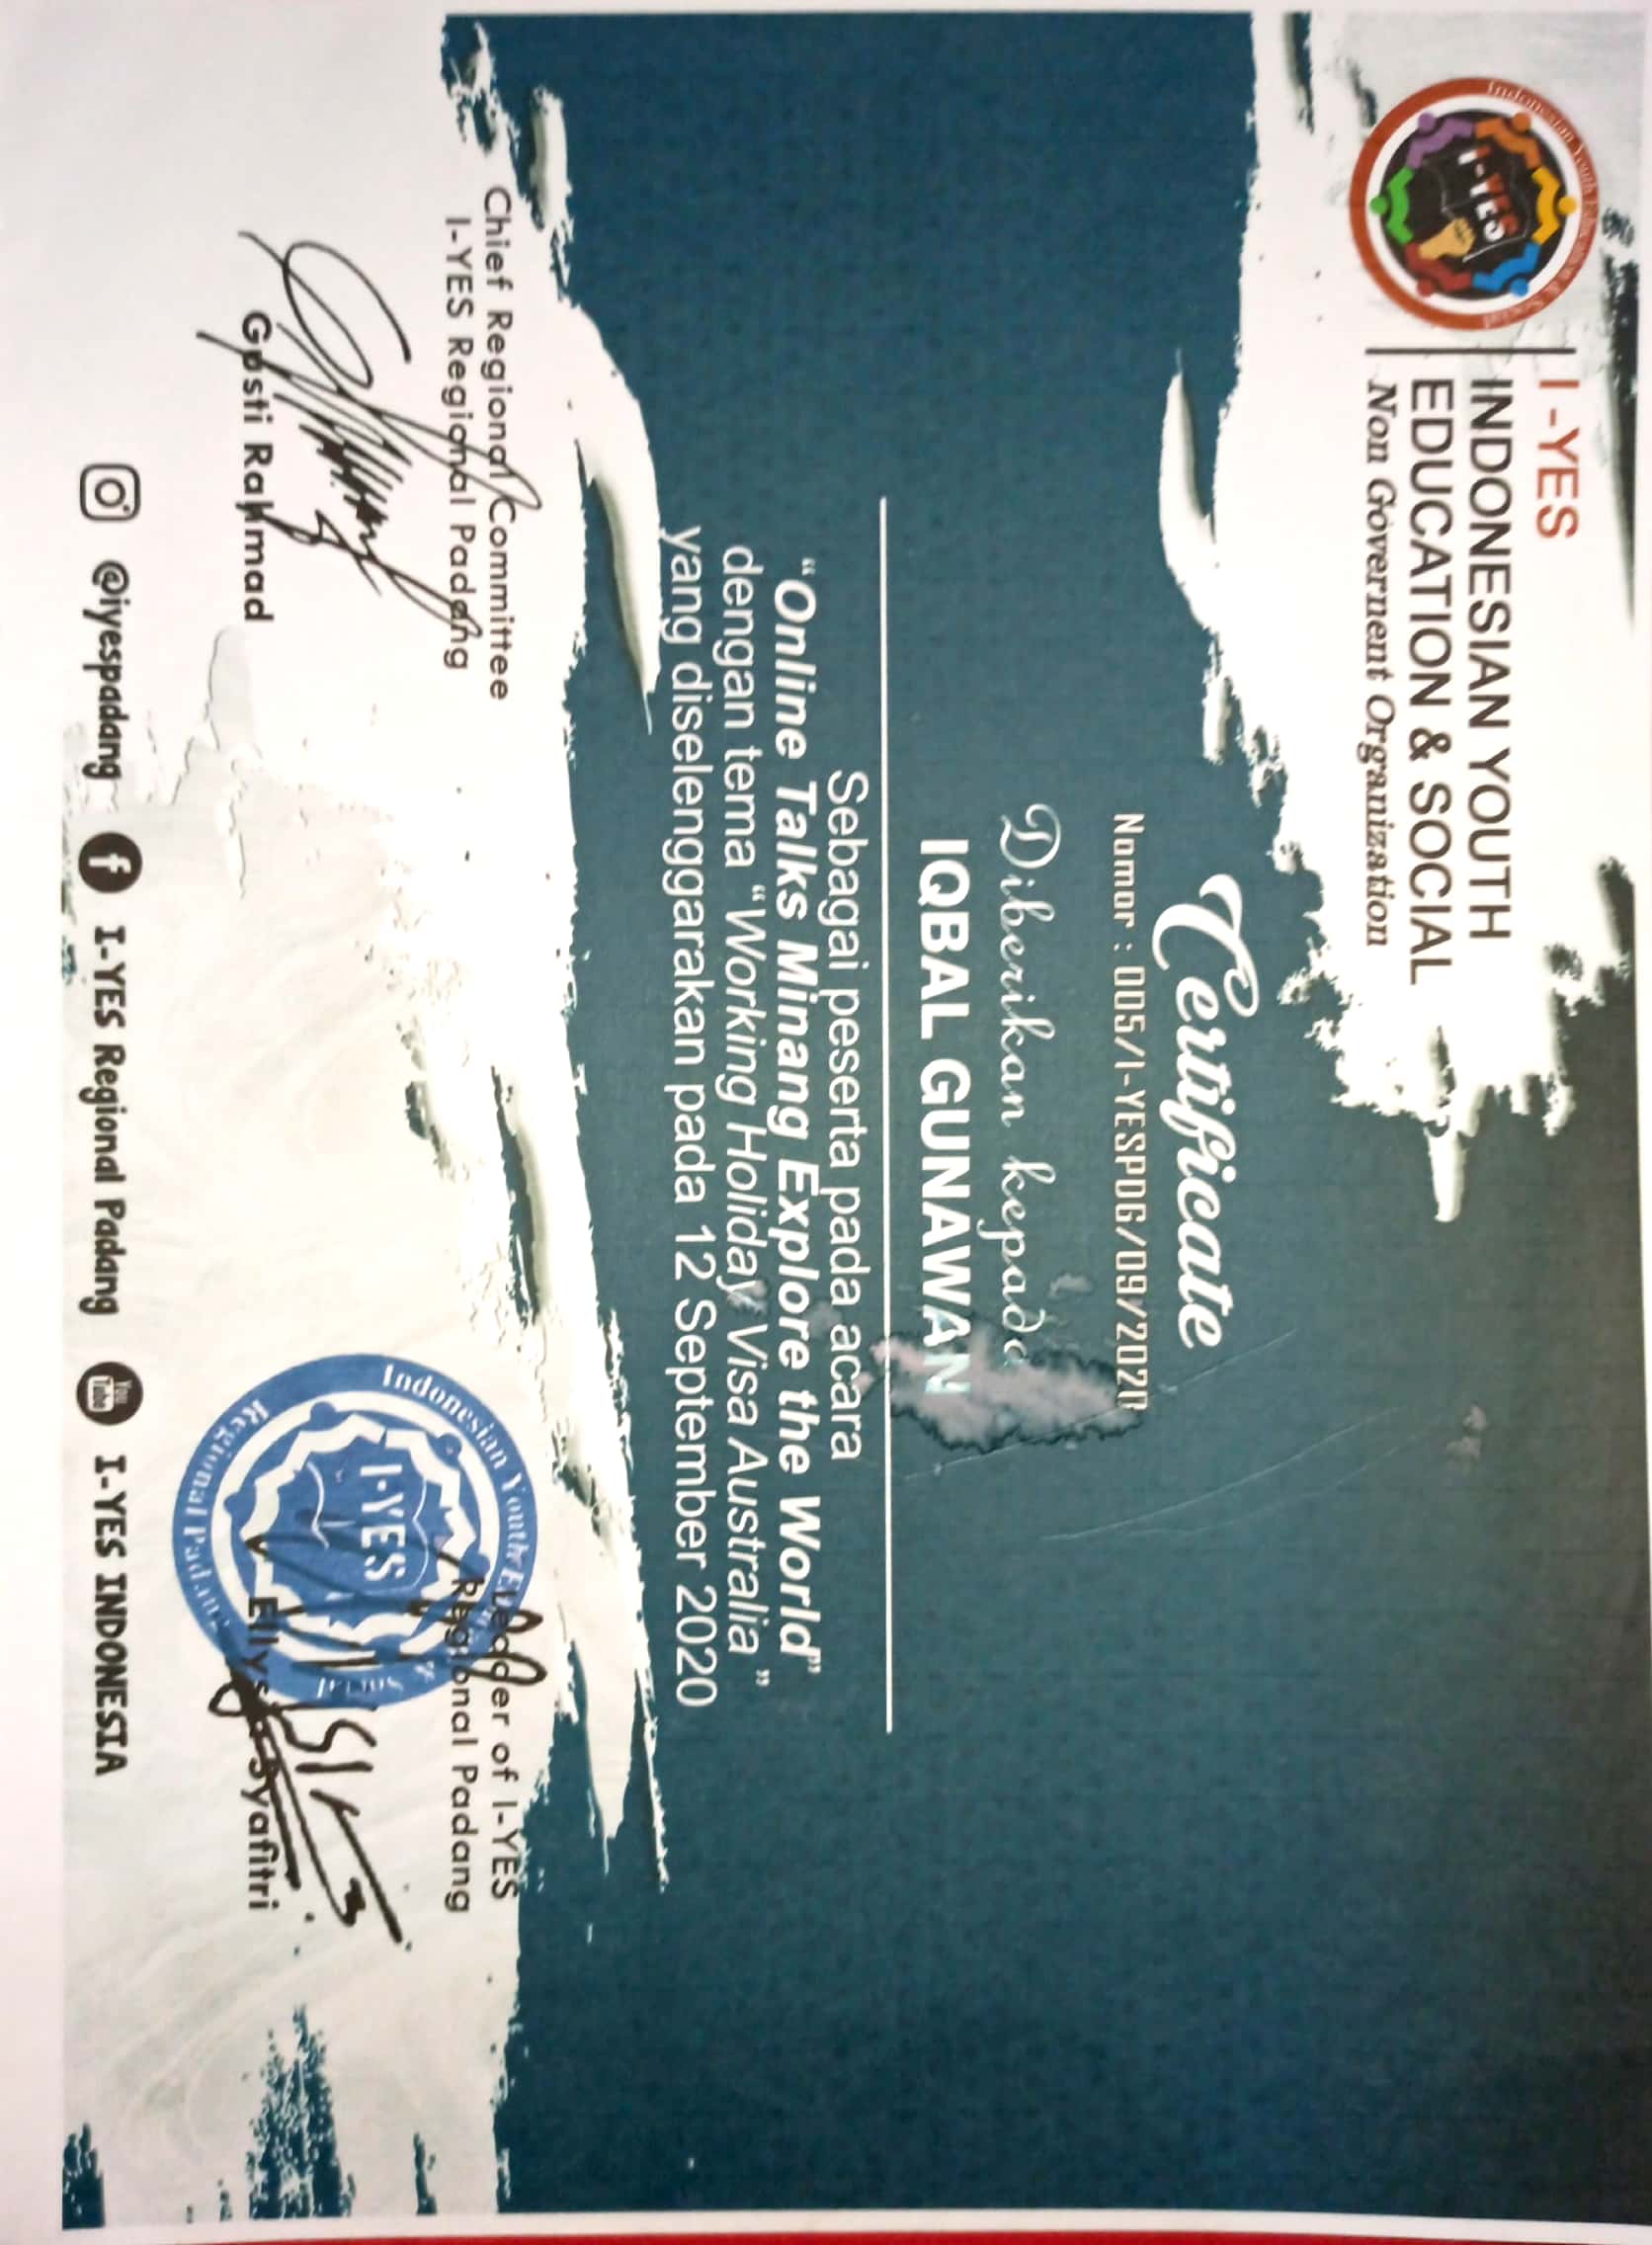 Indonesian Youth Education & Social
I-YES
I -YES
INDONESIAN YOUTH
EDUCATION & SOCIAL
Non Governent Organization
Certificate
Nomor : 005/I-YESPDG/09/2020
Diberikan kepada
IQBAL GUNAWAN
Sebagai peserta pada acara
“Online Talks Minang Explore the World”
dengan tema “Working Holiday Visa Australia ”
yang diselenggarakan pada 12 September 2020
Chief Regional Committee
I-YES Regional Padang
Gusti Rahmad
Leader of I-YES
Regional Padang
Indonesian Youth Education & Social
I-YES
Regional Padang
Ellysia Syafitri
@iyespadang
I-YES Regional Padang
You
Tube
I-YES INDONESIA